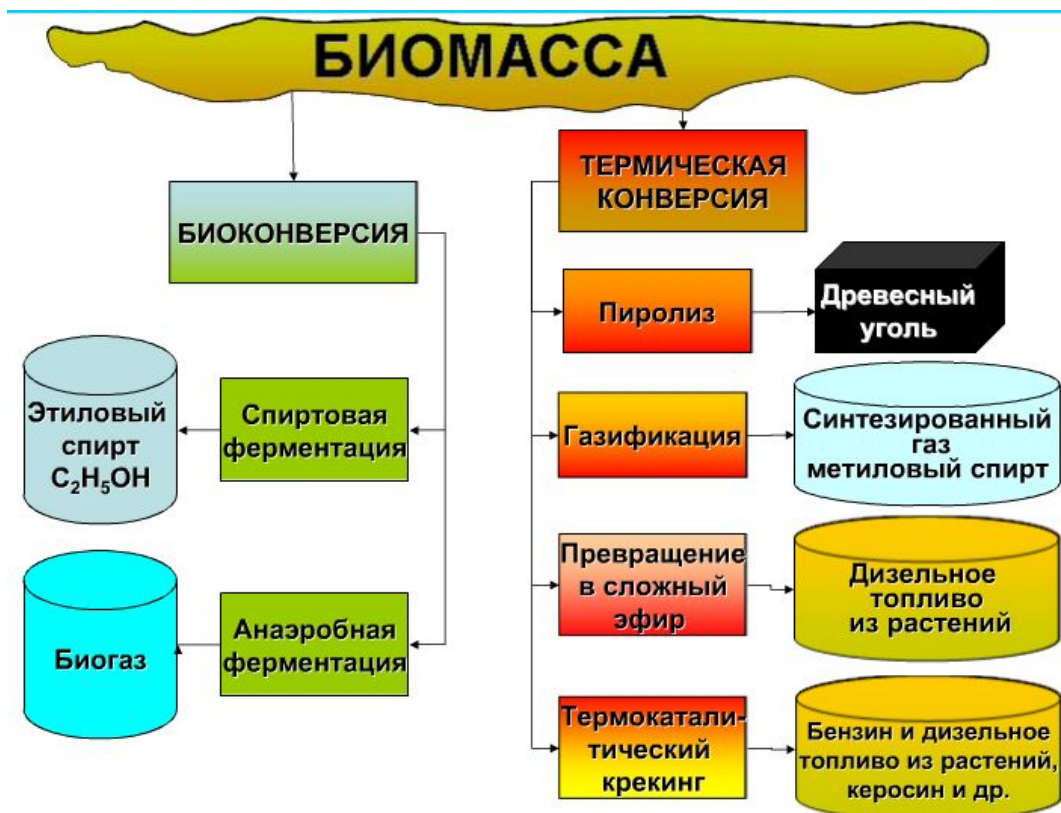 БИОМАССА
БИОКОНВЕРСИЯ
Спиртовая
ферментация
Этиловый
спирт
C₂H₅OH
Анаэробная
ферментация
Биогаз
ТЕРМИЧЕСКАЯ
КОНВЕРСИЯ
Пиролиз
Древесный
уголь
Газификация
Синтезированный
газ
метиловый спирт
Превращение
в сложный
эфир
Дизельное
топливо
из растений
Термокатали-
тический
крекинг
Бензин и дизельное
топливо из растений,
керосин и др.